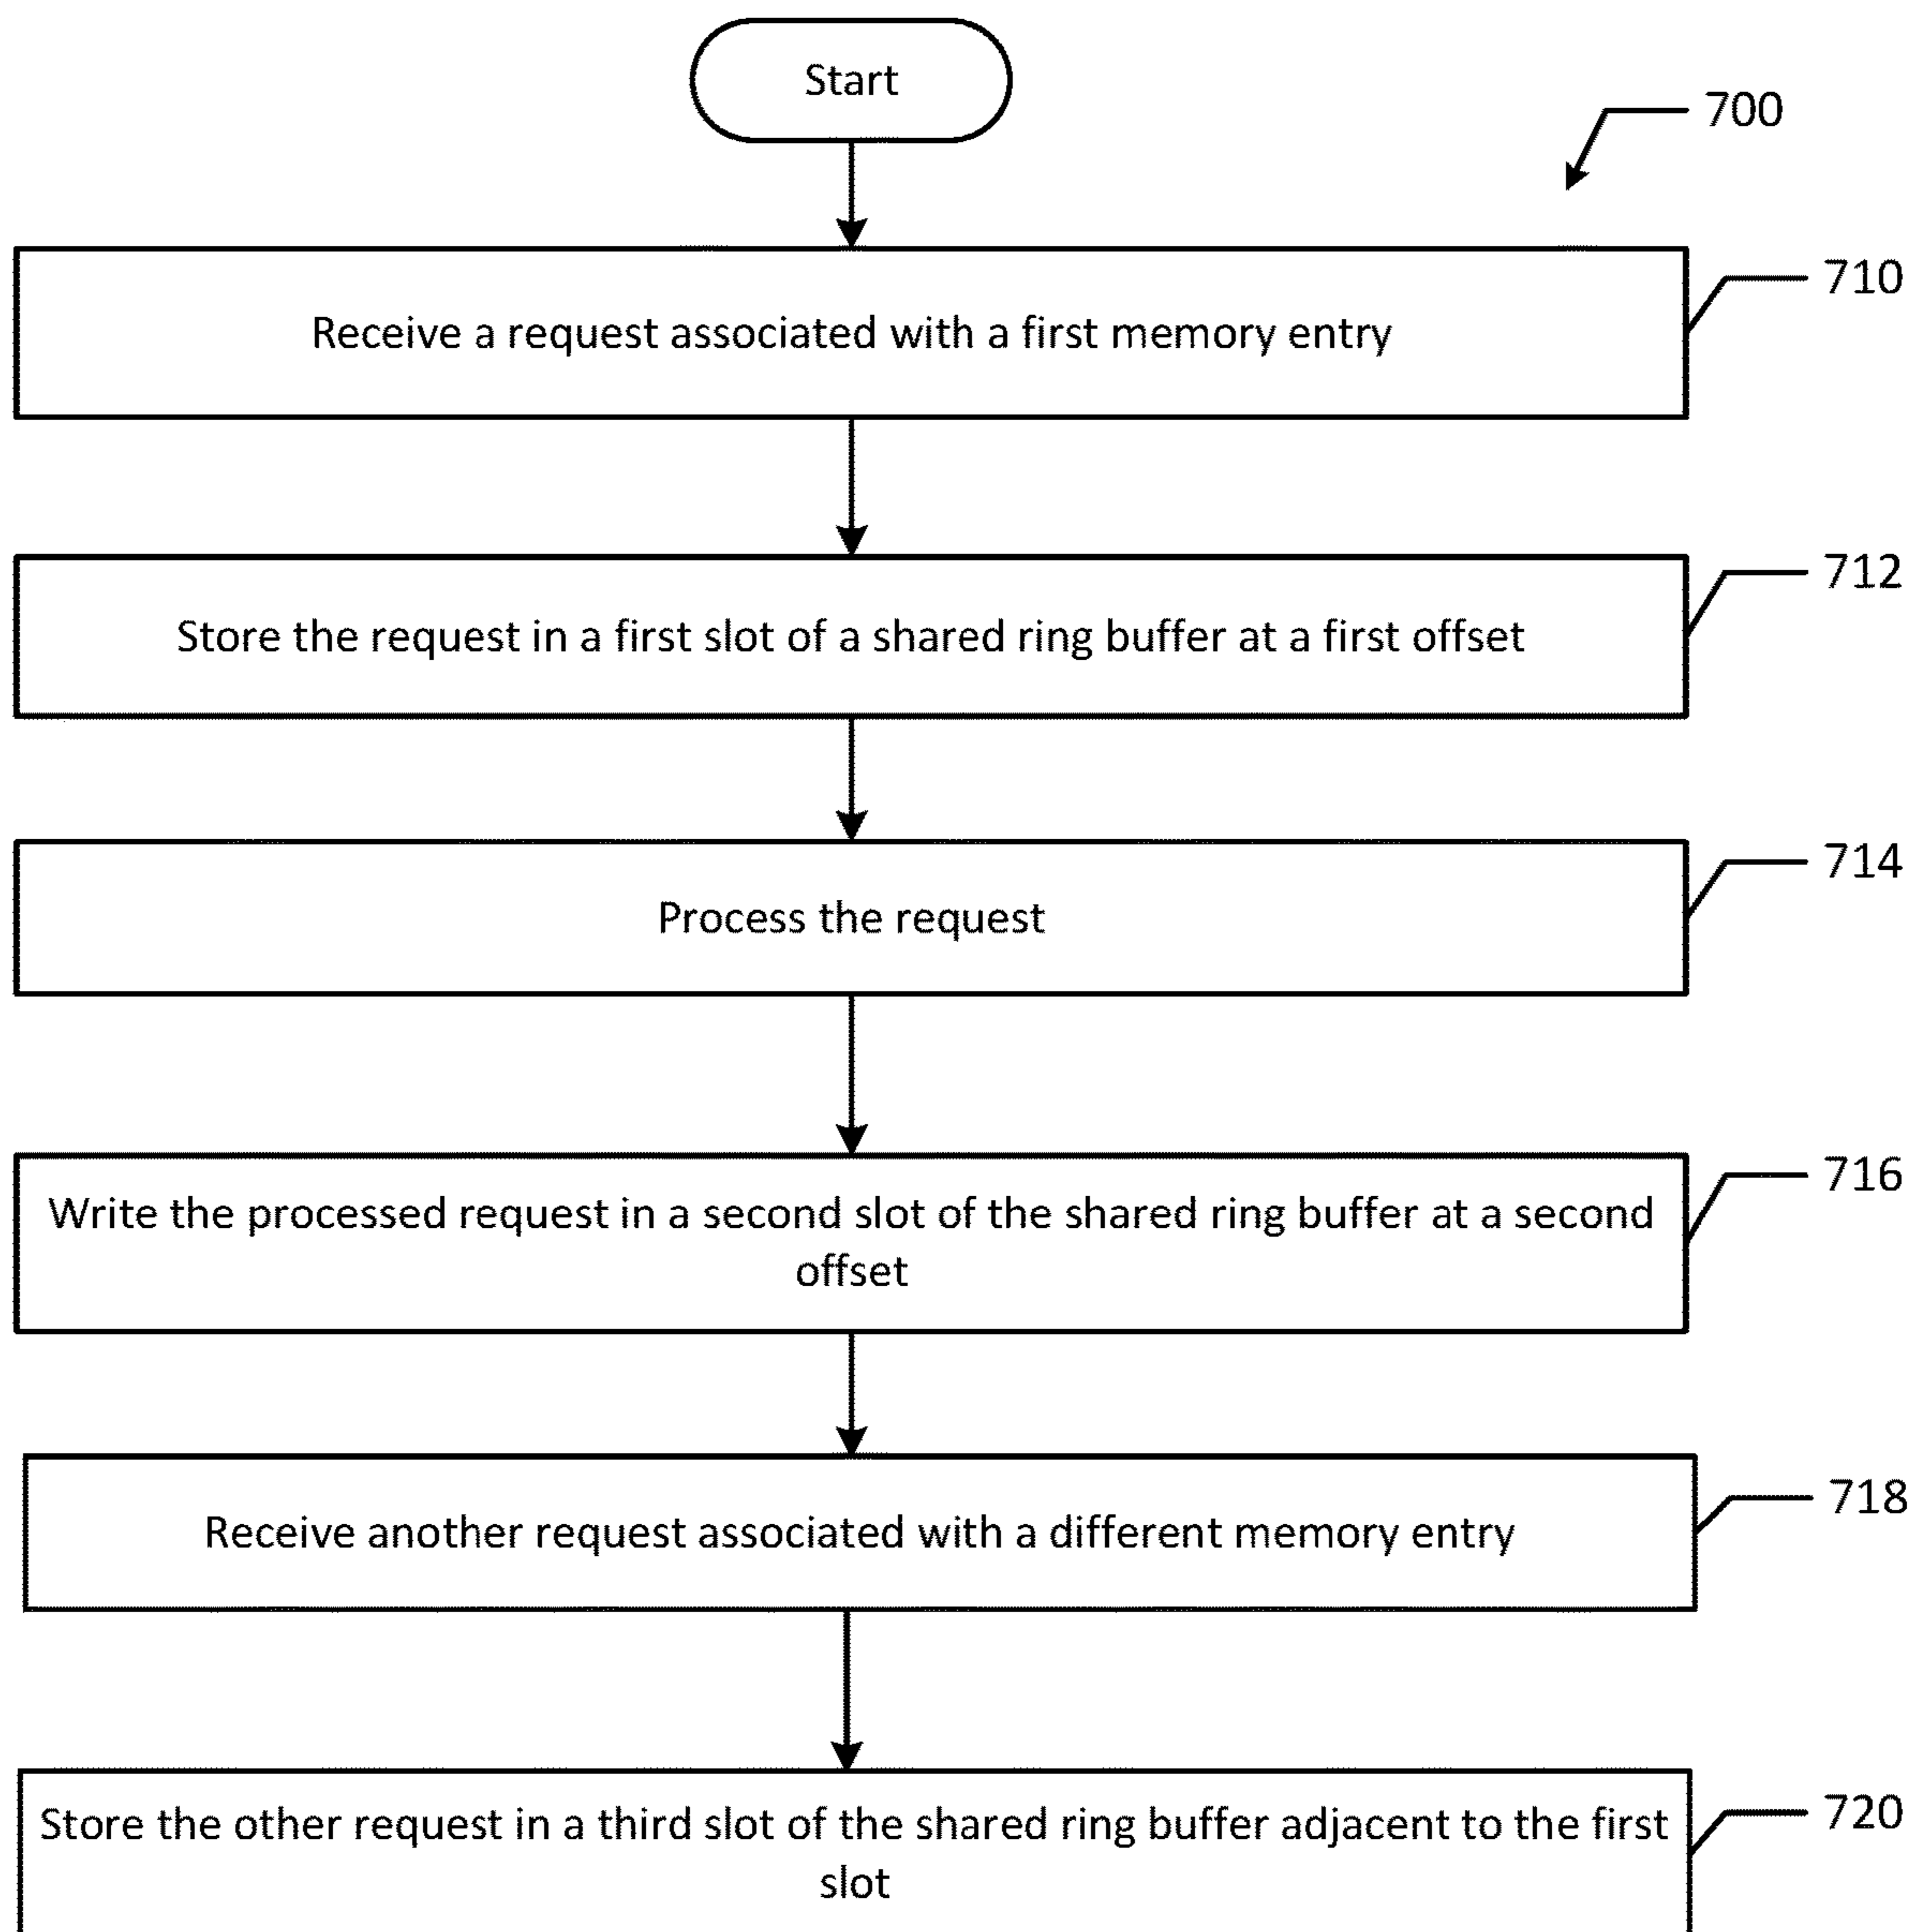 Start
700
710
Receive a request associated with a first memory entry
712
Store the request in a first slot of a shared ring buffer at a first offset
714
Process the request
716
Write the processed request in a second slot of the shared ring buffer at a second
offset
718
Receive another request associated with a different memory entry
720
Store the other request in a third slot of the shared ring buffer adjacent to the first
slot